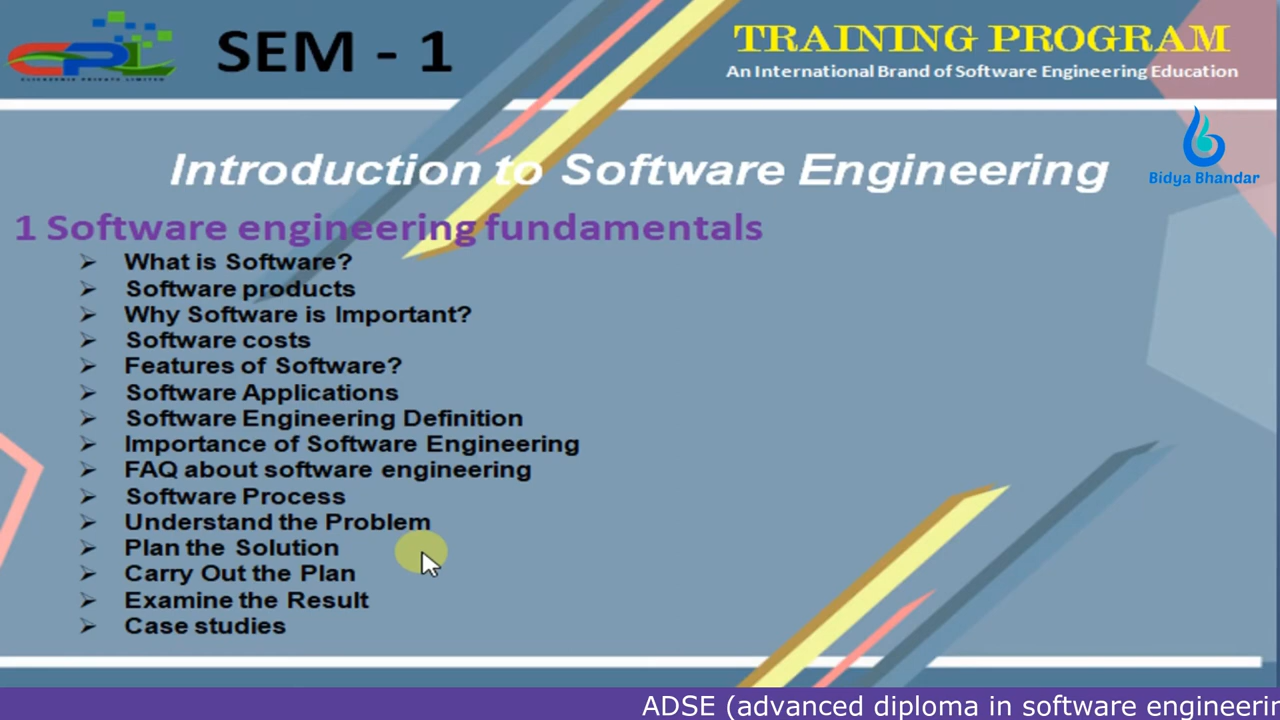 CPL
SEM - 1
TRAINING PROGRAM
An International Brand of Software Engineering Education
Bidya Bhandar
Introduction to Software Engineering
1 Software engineering fundamentals
What is Software?
Software products
Why Software is Important?
Software costs
Features of Software?
Software Applications
Software Engineering Definition
Importance of Software Engineering
FAQ about software engineering
Software Process
Understand the Problem
Plan the Solution
Carry Out the Plan
Examine the Result
Case studies
ADSE (advanced diploma in software engineerin